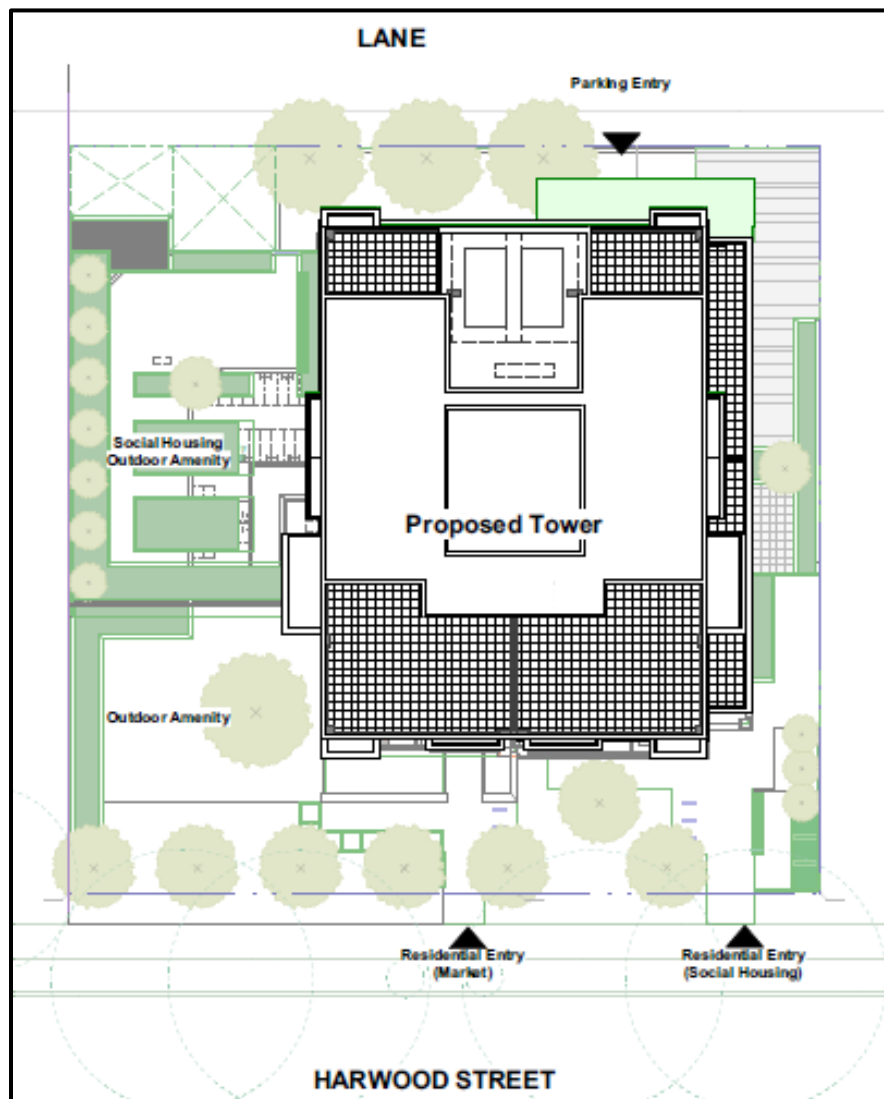 LANE
Parking Entry
Social Housing
Outdoor Amenity
Proposed Tower
Outdoor Amenity
Residential Entry
(Market)
Residential Entry
(Social Housing)
HARWOOD STREET